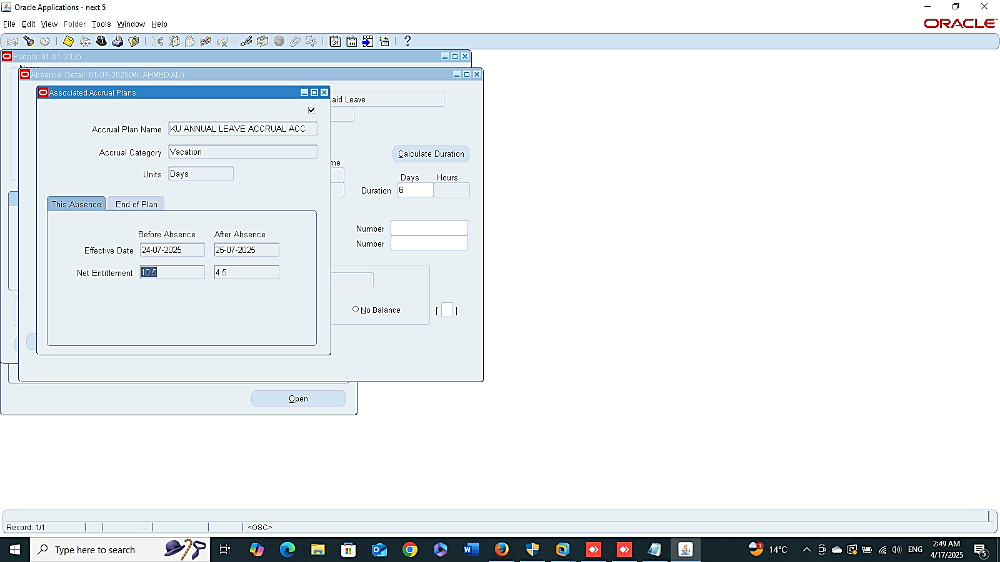 Oracle Applications - next 5
File Edit View Folder Tools Window Help
ORACLE
People: 01-01-2025
Absence Detail: 01-07-2025(Mr. AHMED ALI)
Associated Accrual Plans
aid Leave
Accrual Plan Name KU ANNUAL LEAVE ACCRUAL ACC
Accrual Category Vacation
Calculate Duration
me
Units Days
Days Hours
Duration 6
This Absence End of Plan
Before Absence After Absence
Number
Effective Date 24-07-2025 25-07-2025
Number
Net Entitlement 10.5 4.5
No Balance [ ]
Open
Record: 1/1 ... <OSC>
Type here to search
14°C
ENG
2:49 AM
4/17/2025
5